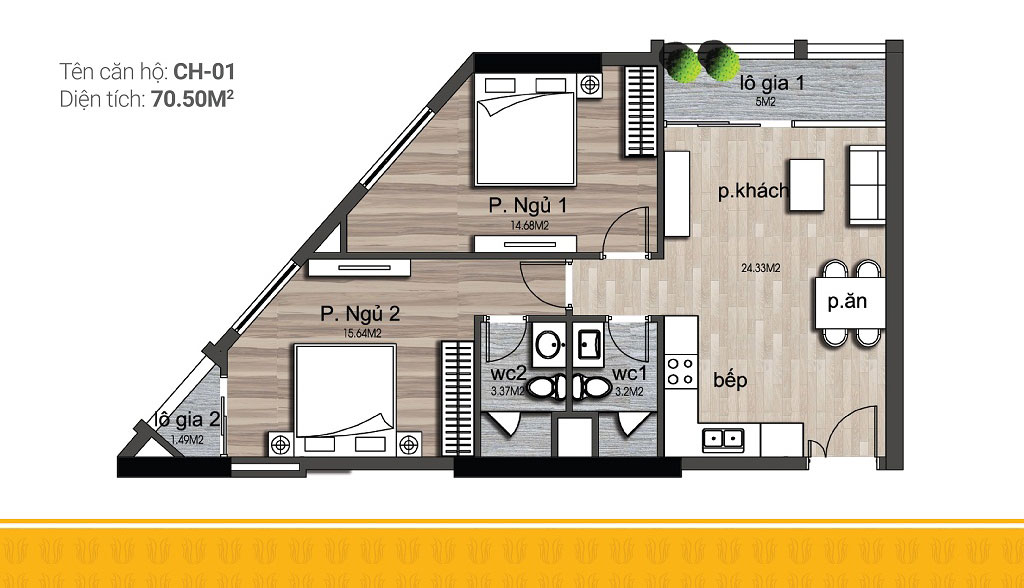 Tên căn hộ: CH-01
Diện tích: 70.50M²
lô gia 1
5M2
p.khách
P. Ngủ 1
14.68M2
24.33M2
p.ăn
P. Ngủ 2
15.64M2
wc2
3.37M2
wc1
3.2M2
bếp
lô gia 2
1.49M2